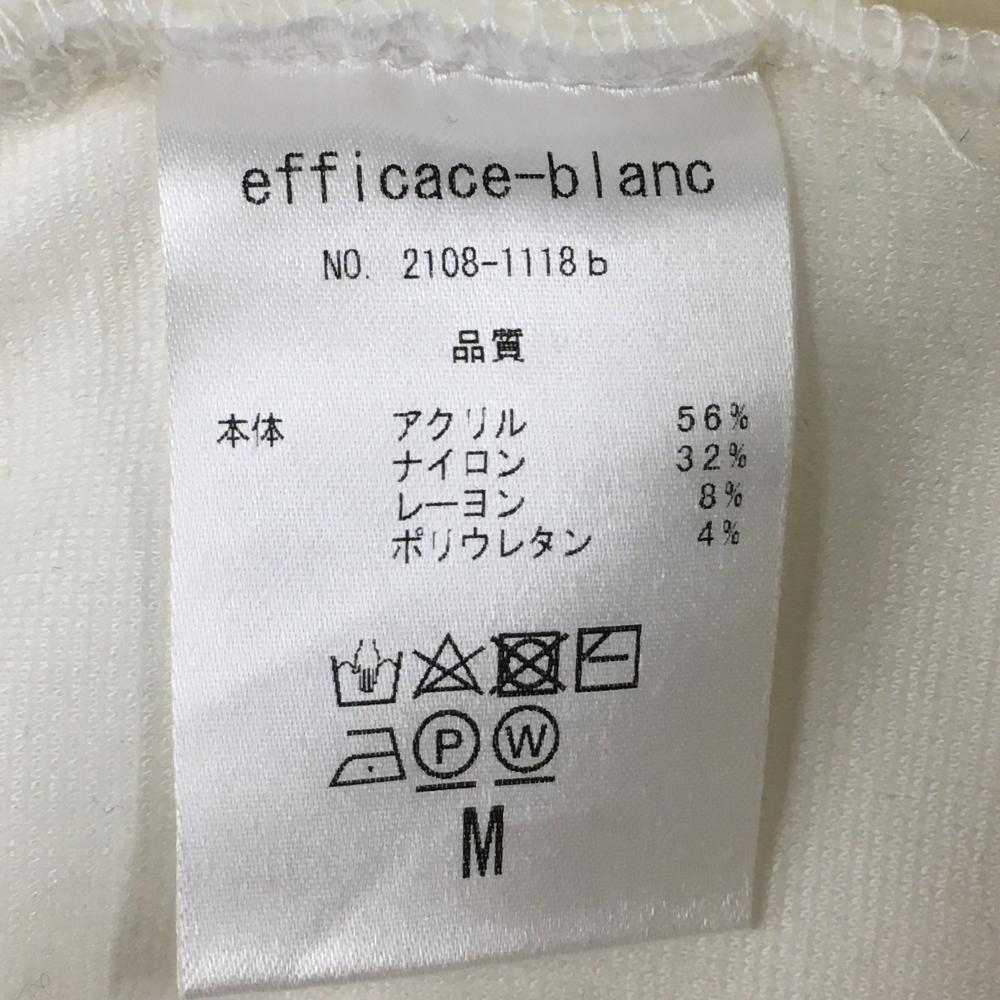 efficace-blanc
NO. 2108-1118b
品質
本体 アクリル 56%
ナイロン 32%
レーヨン 8%
ポリウレタン 4%
P W
M